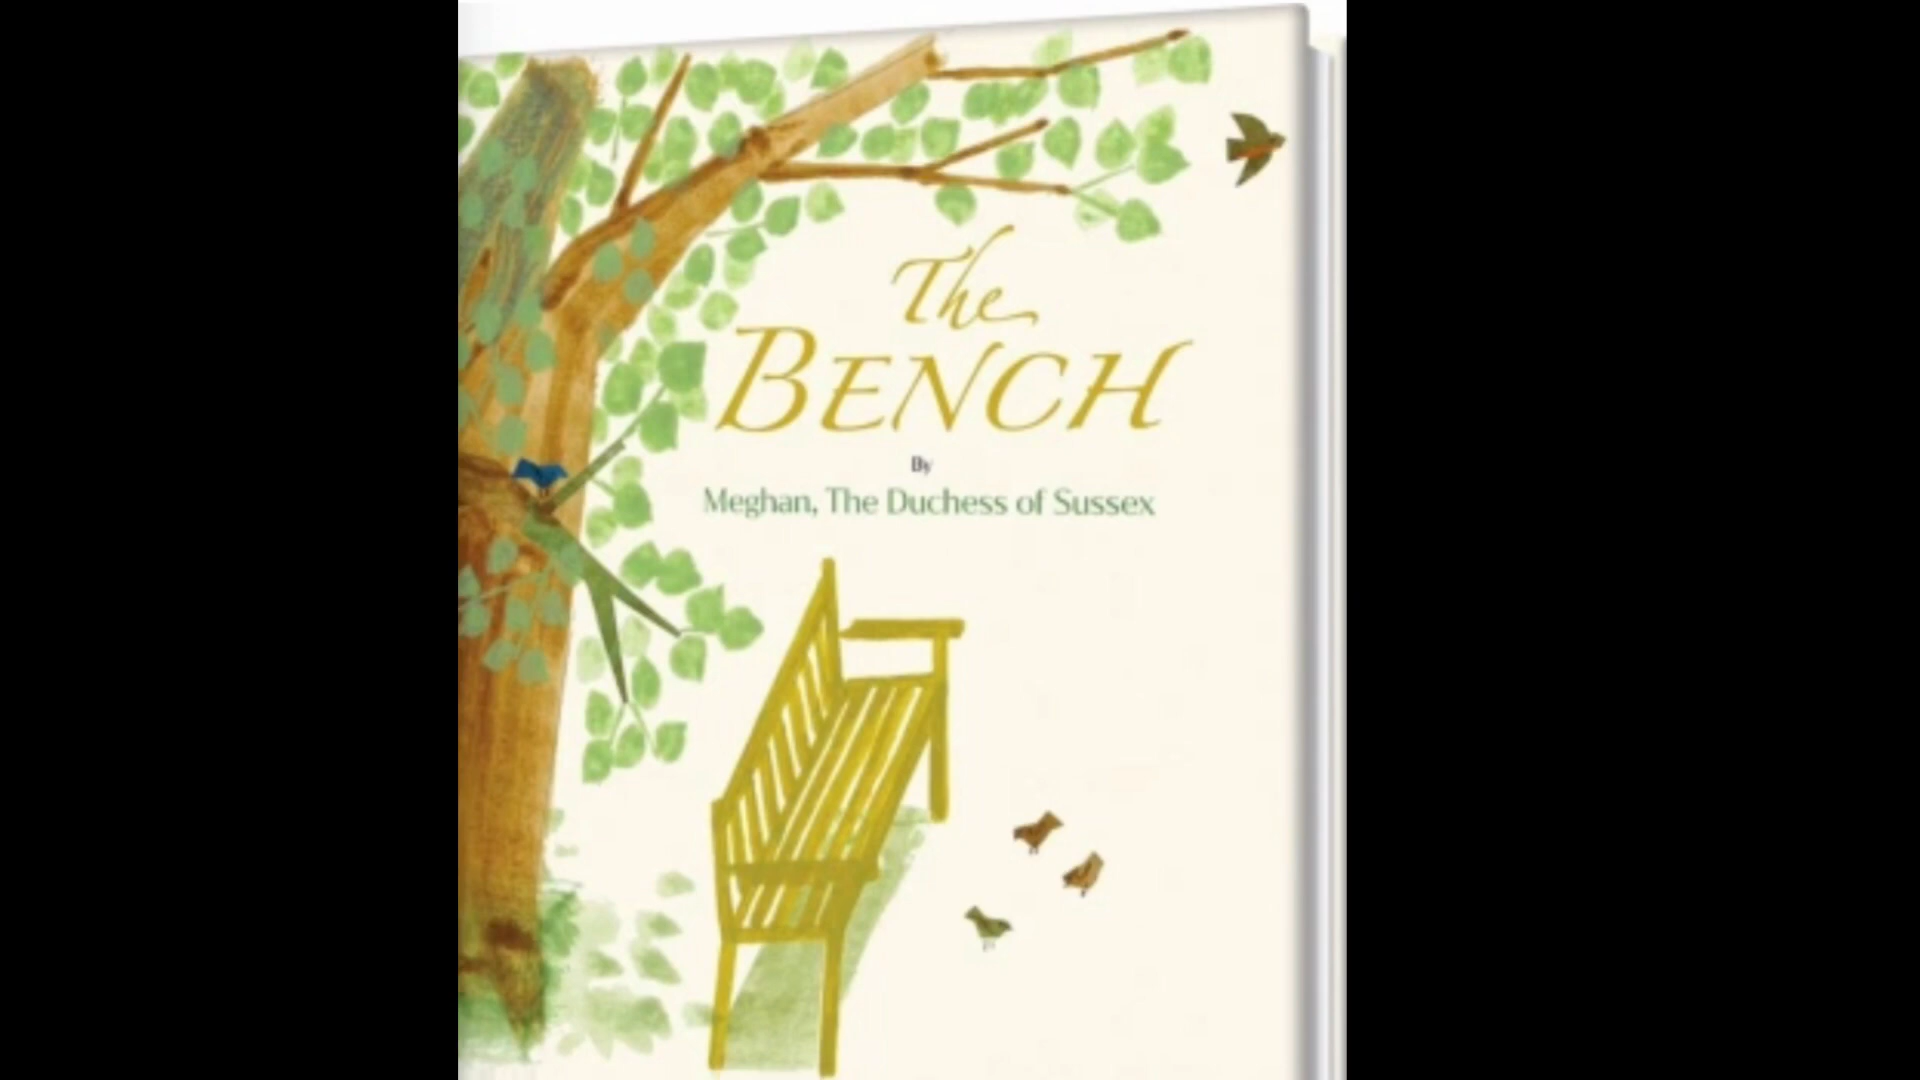 The
BENCH
By
Meghan, The Duchess of Sussex